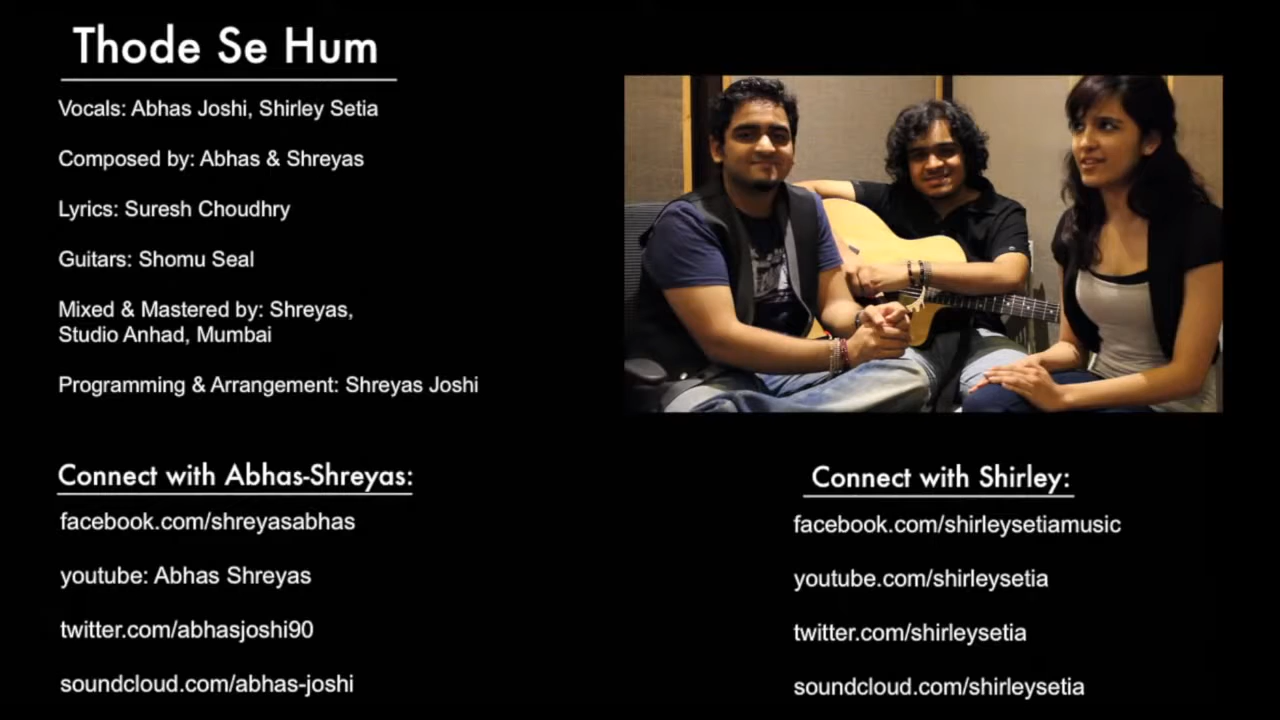 Thode Se Hum
Vocals: Abhas Joshi, Shirley Setia
Composed by: Abhas & Shreyas
Lyrics: Suresh Choudhry
Guitars: Shomu Seal
Mixed & Mastered by: Shreyas,
Studio Anhad, Mumbai
Programming & Arrangement: Shreyas Joshi
Connect with Abhas-Shreyas:
facebook.com/shreyasabhas
youtube: Abhas Shreyas
twitter.com/abhasjoshi90
soundcloud.com/abhas-joshi
Connect with Shirley:
facebook.com/shirleysetiamusic
youtube.com/shirleysetia
twitter.com/shirleysetia
soundcloud.com/shirleysetia